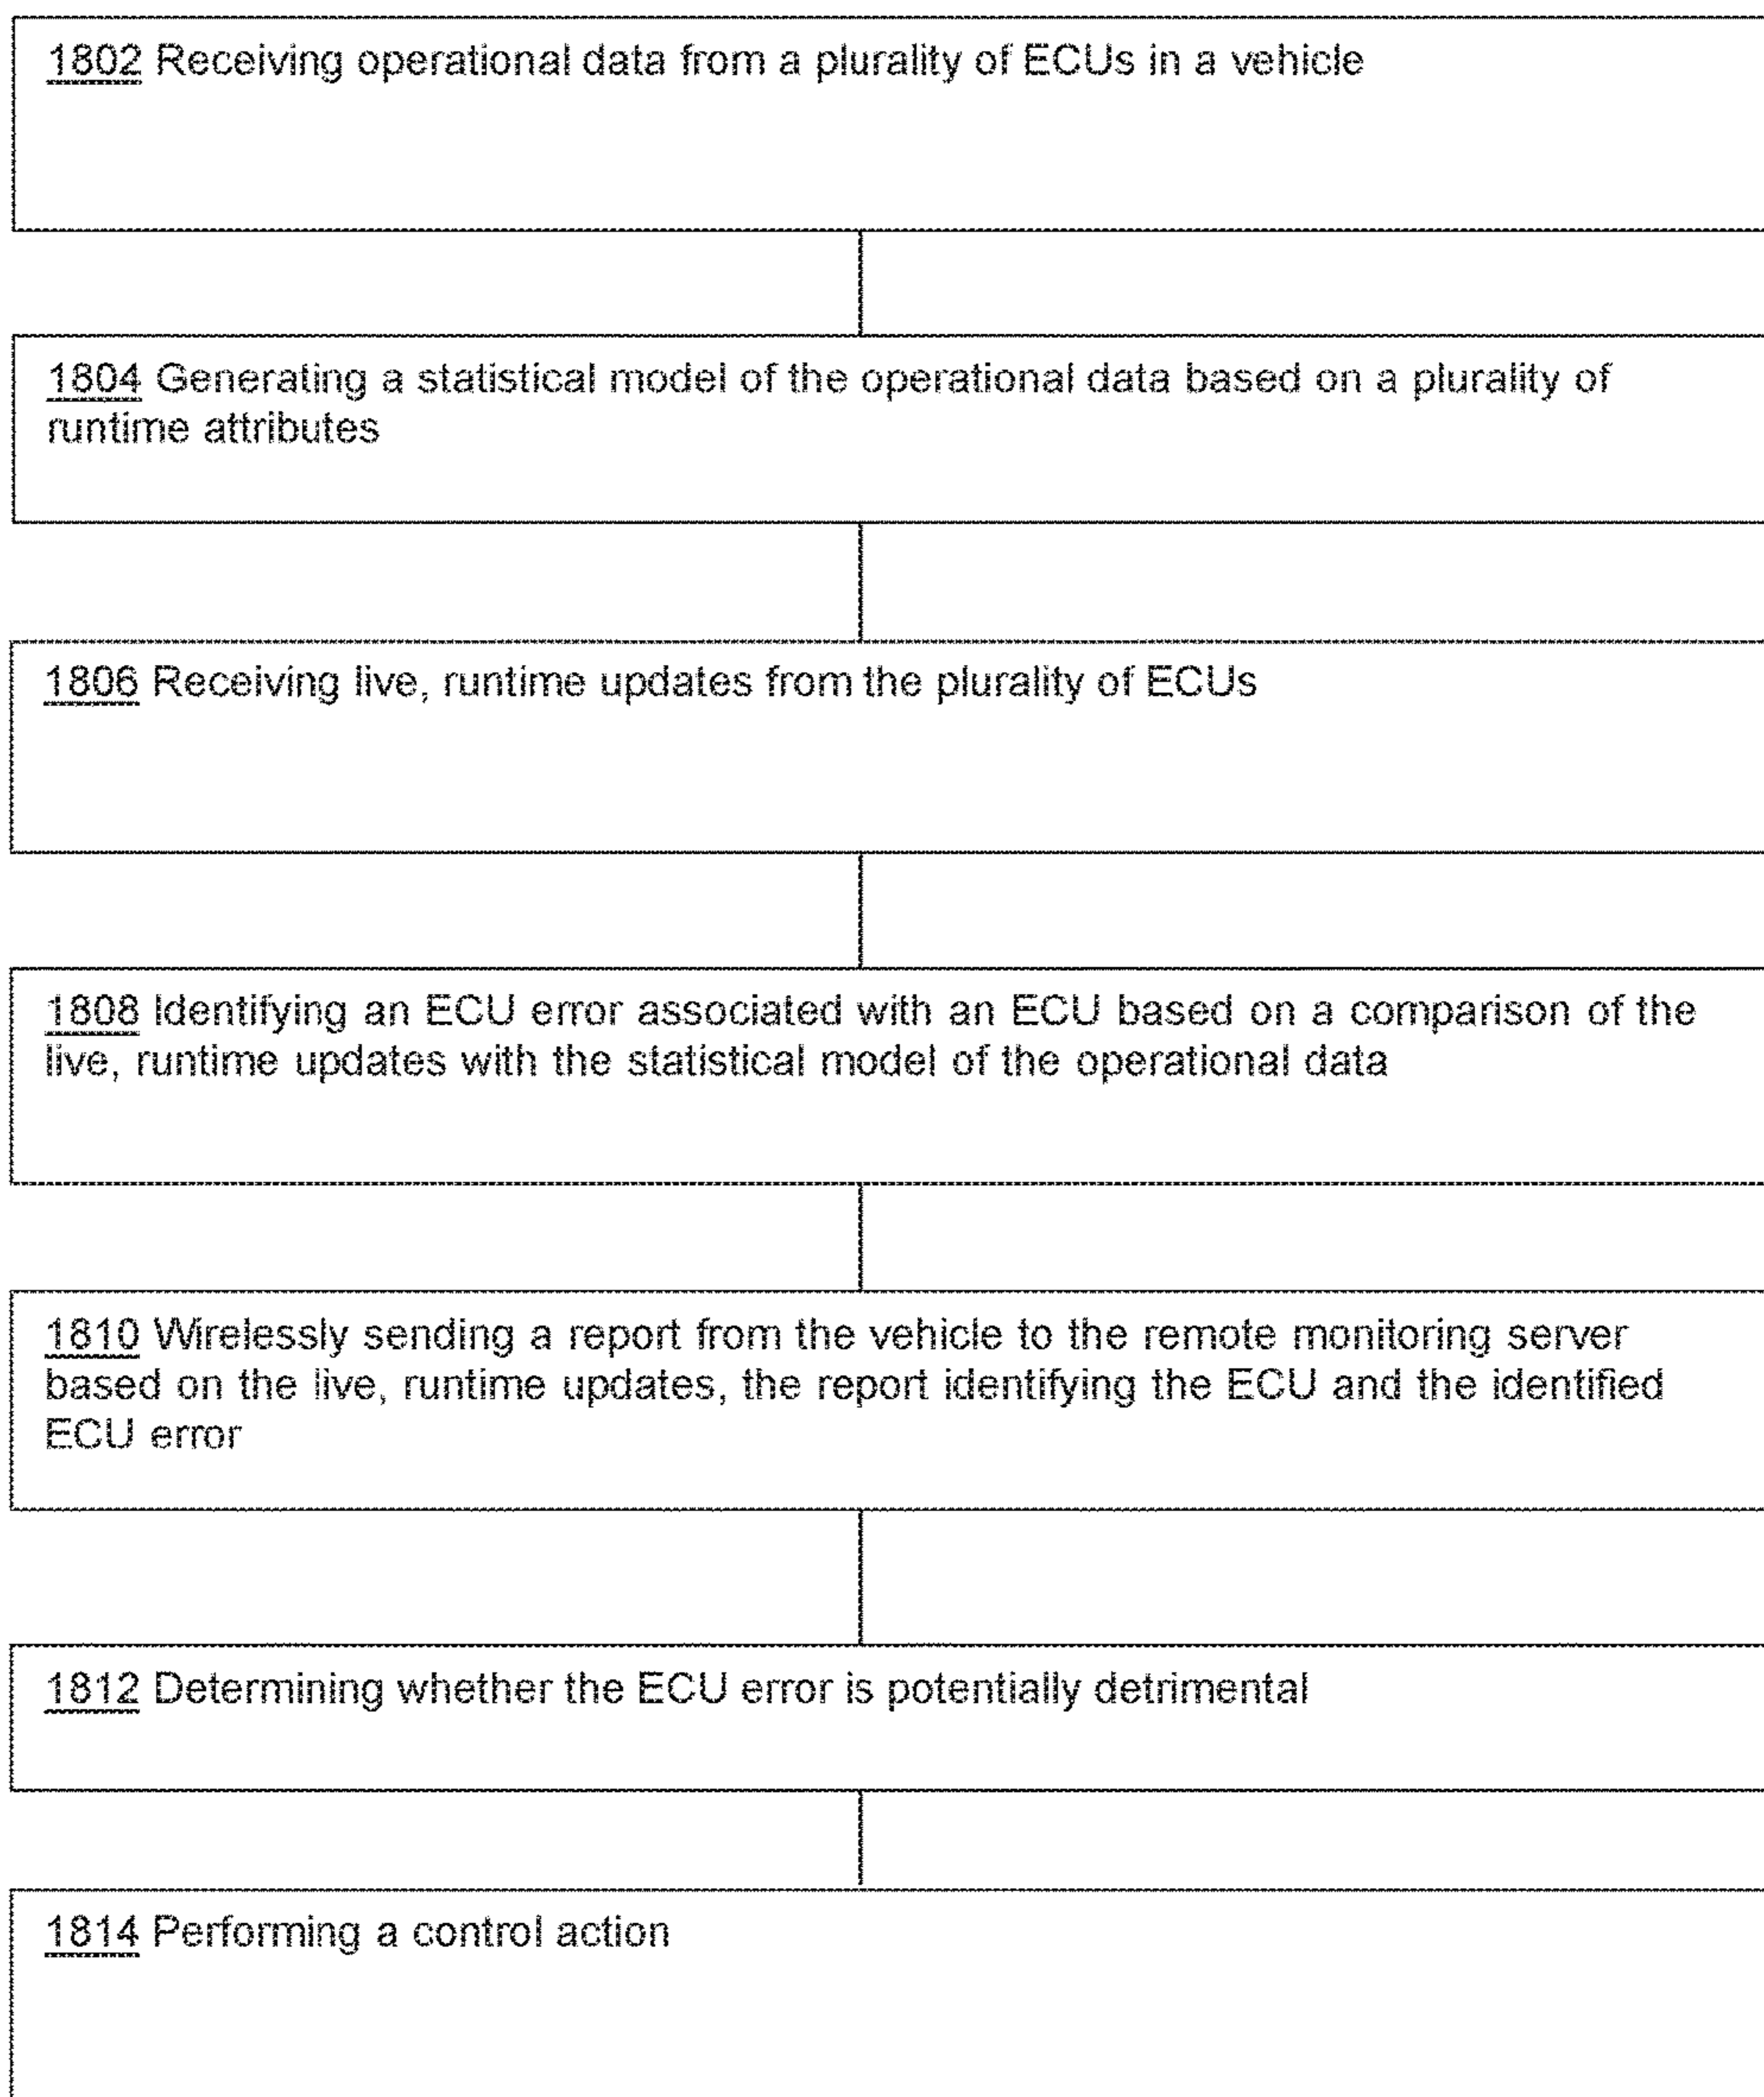 1802 Receiving operational data from a plurality of ECUs in a vehicle
1804 Generating a statistical model of the operational data based on a plurality of
runtime attributes
1806 Receiving live, runtime updates from the plurality of ECUs
1808 Identifying an ECU error associated with an ECU based on a comparison of the
live, runtime updates with the statistical model of the operational data
1810 Wirelessly sending a report from the vehicle to the remote monitoring server
based on the live, runtime updates, the report identifying the ECU and the identified
ECU error
1812 Determining whether the ECU error is potentially detrimental
1814 Performing a control action